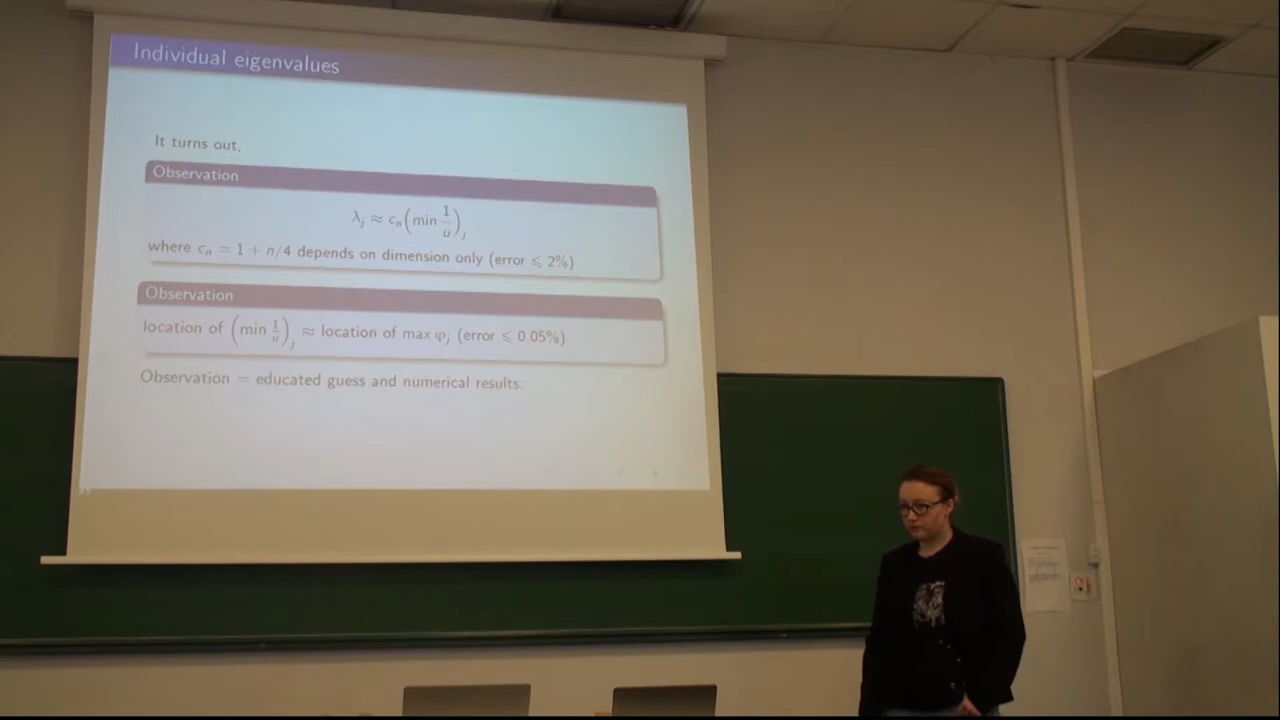 Individual eigenvalues
It turns out,
Observation
λ_j ≈ c_n (min 1/u)_j
where c_n = 1 + n/4 depends on dimension only (error ⩽ 2%)
Observation
location of (min 1/u)_j ≈ location of max φ_j (error ⩽ 0.05%)
Observation = educated guess and numerical results.